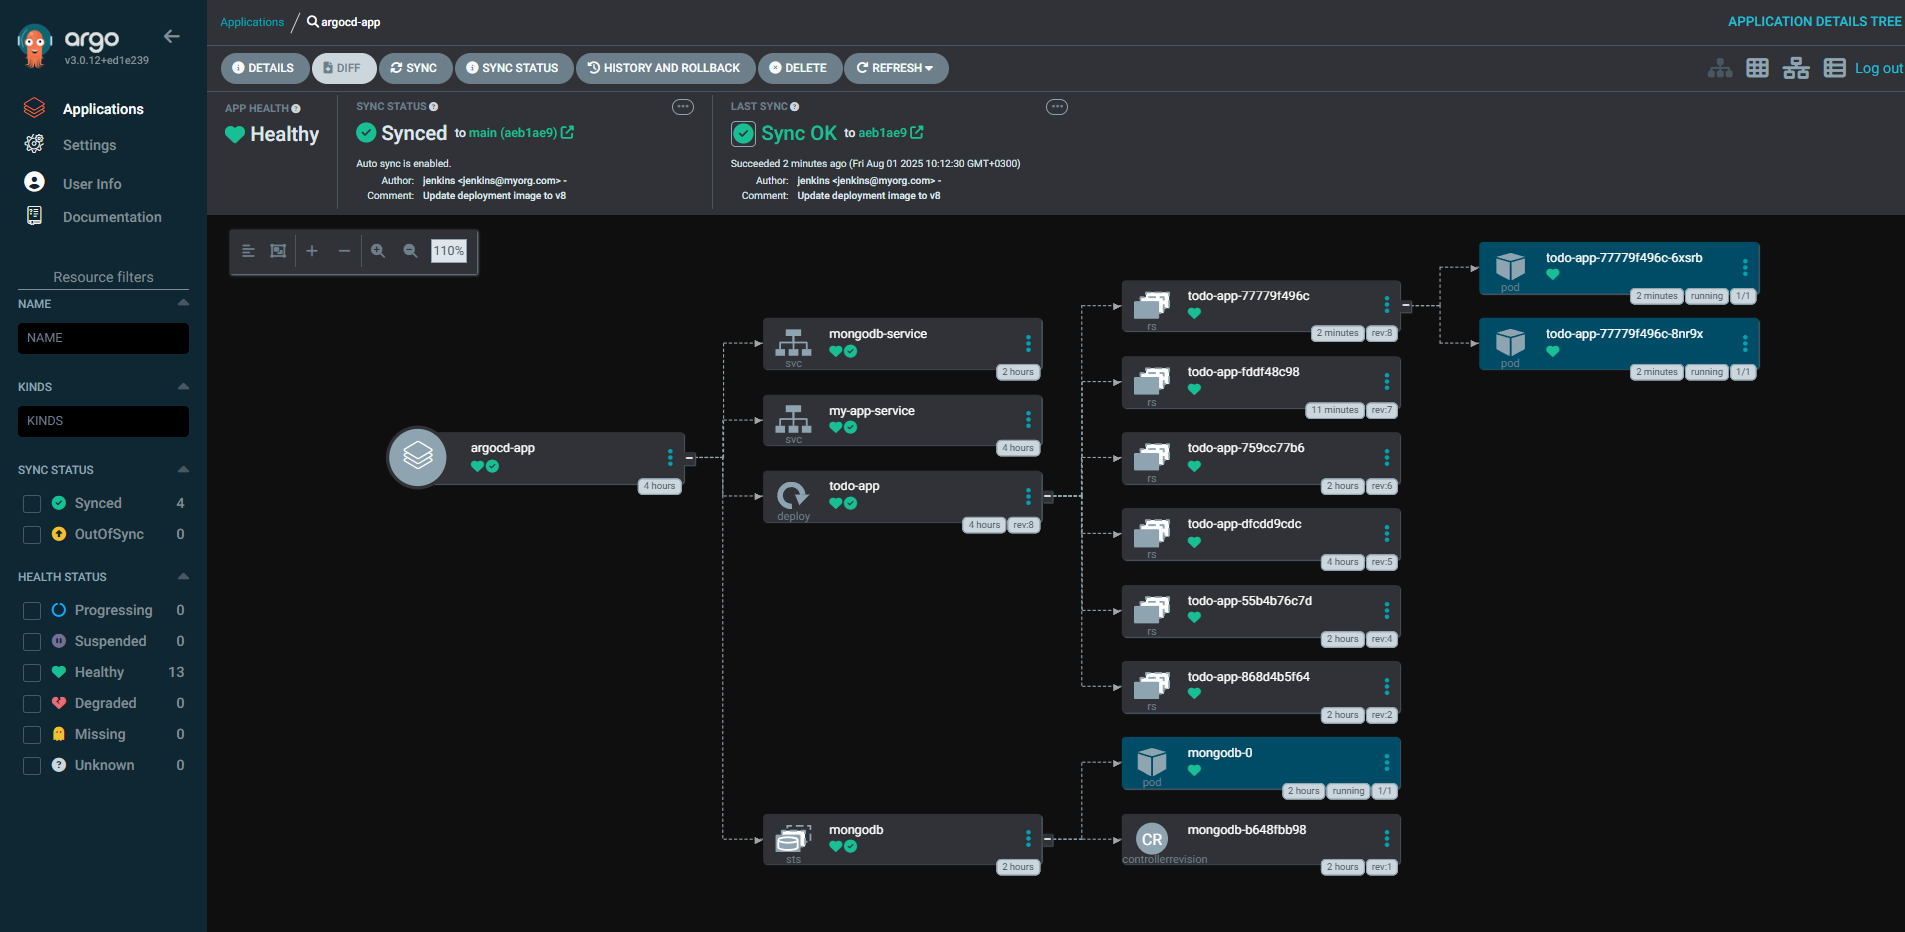 argo
v3.0.12+ed1e239
Applications
Settings
User Info
Documentation
Resource filters
NAME
NAME
KINDS
KINDS
SYNC STATUS
Synced 4
OutOfSync 0
HEALTH STATUS
Progressing 0
Suspended 0
Healthy 13
Degraded 0
Missing 0
Unknown 0
Applications / argocd-app
APPLICATION DETAILS TREE
DETAILS DIFF SYNC SYNC STATUS HISTORY AND ROLLBACK DELETE REFRESH
Log out
APP HEALTH
Healthy
SYNC STATUS
Synced to main (aeb1ae9)
Auto sync is enabled.
Author: jenkins <jenkins@myorg.com> -
Comment: Update deployment image to v8
LAST SYNC
Sync OK to aeb1ae9
Succeeded 2 minutes ago (Fri Aug 01 2025 10:12:30 GMT+0300)
Author: jenkins <jenkins@myorg.com> -
Comment: Update deployment image to v8
110%
argocd-app
4 hours
mongodb-service
svc
2 hours
my-app-service
svc
4 hours
todo-app
deploy
4 hours rev:8
mongodb
sts
2 hours
todo-app-77779f496c
rs
2 minutes rev:8
todo-app-fddf48c98
rs
11 minutes rev:7
todo-app-759cc77b6
rs
2 hours rev:6
todo-app-dfcdd9cdc
rs
4 hours rev:5
todo-app-55b4b76c7d
rs
2 hours rev:4
todo-app-868d4b5f64
rs
2 hours rev:2
mongodb-0
pod
2 hours running 1/1
CR
mongodb-b648fbb98
controllerrevision
2 hours rev:1
todo-app-77779f496c-6xsrb
pod
2 minutes running 1/1
todo-app-77779f496c-8nr9x
pod
2 minutes running 1/1